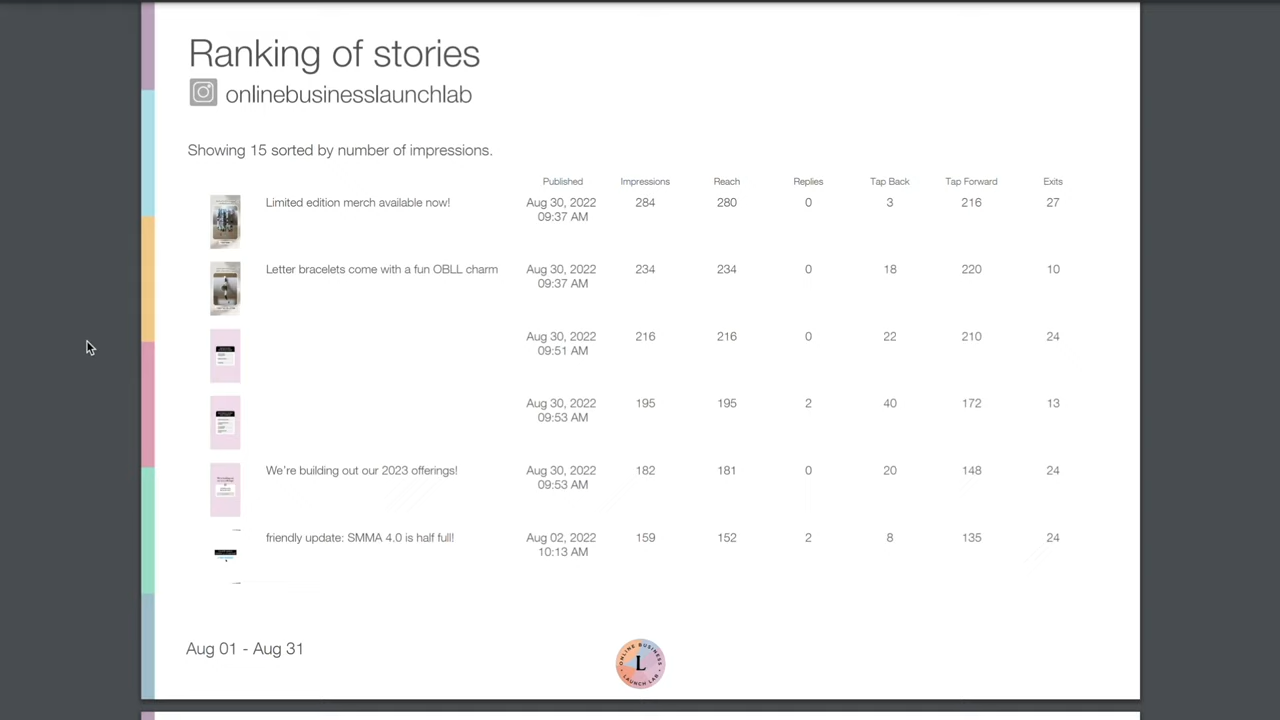 Ranking of stories
onlinebusinesslaunchlab
Showing 15 sorted by number of impressions.
Published Impressions Reach Replies Tap Back Tap Forward Exits
Limited edition merch available now! Aug 30, 2022 284 280 0 3 216 27
09:37 AM
Letter bracelets come with a fun OBLL charm Aug 30, 2022 234 234 0 18 220 10
09:37 AM
Aug 30, 2022 216 216 0 22 210 24
09:51 AM
Aug 30, 2022 195 195 2 40 172 13
09:53 AM
We're building out our 2023 offerings! Aug 30, 2022 182 181 0 20 148 24
09:53 AM
friendly update: SMMA 4.0 is half full! Aug 02, 2022 159 152 2 8 135 24
10:13 AM
Aug 01 - Aug 31
ONLINE BUSINESS
L
LAUNCH LAB